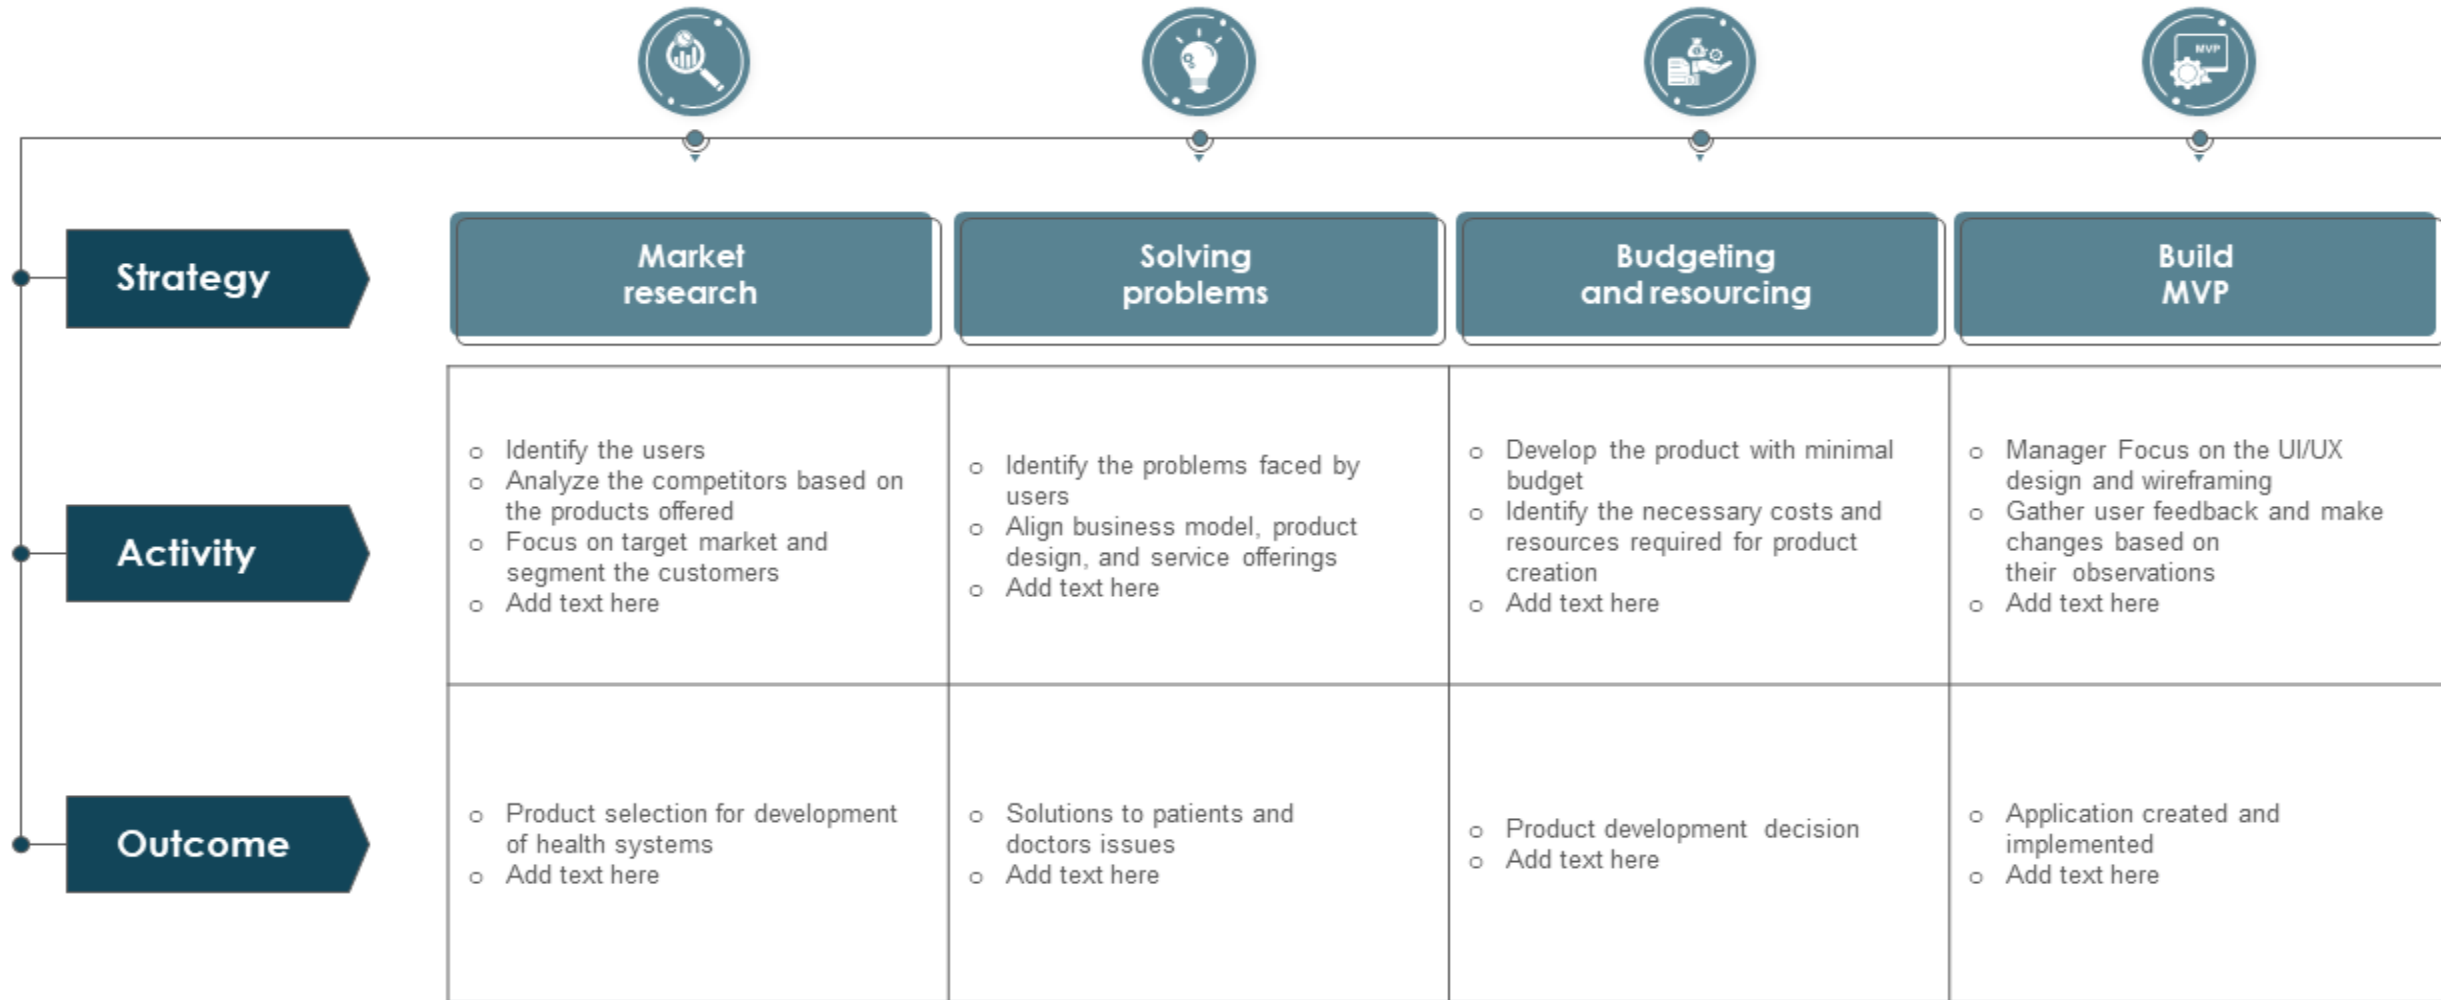 MVP
Strategy
Market
research
Solving
problems
Budgeting
and resourcing
Build
MVP
Activity
o Identify the users
o Analyze the competitors based on
the products offered
o Focus on target market and
segment the customers
o Add text here
o Identify the problems faced by
users
o Align business model, product
design, and service offerings
o Add text here
o Develop the product with minimal
budget
o Identify the necessary costs and
resources required for product
creation
o Add text here
o Manager Focus on the UI/UX
design and wireframing
o Gather user feedback and make
changes based on
their observations
o Add text here
Outcome
o Product selection for development
of health systems
o Add text here
o Solutions to patients and
doctors issues
o Add text here
o Product development decision
o Add text here
o Application created and
implemented
o Add text here